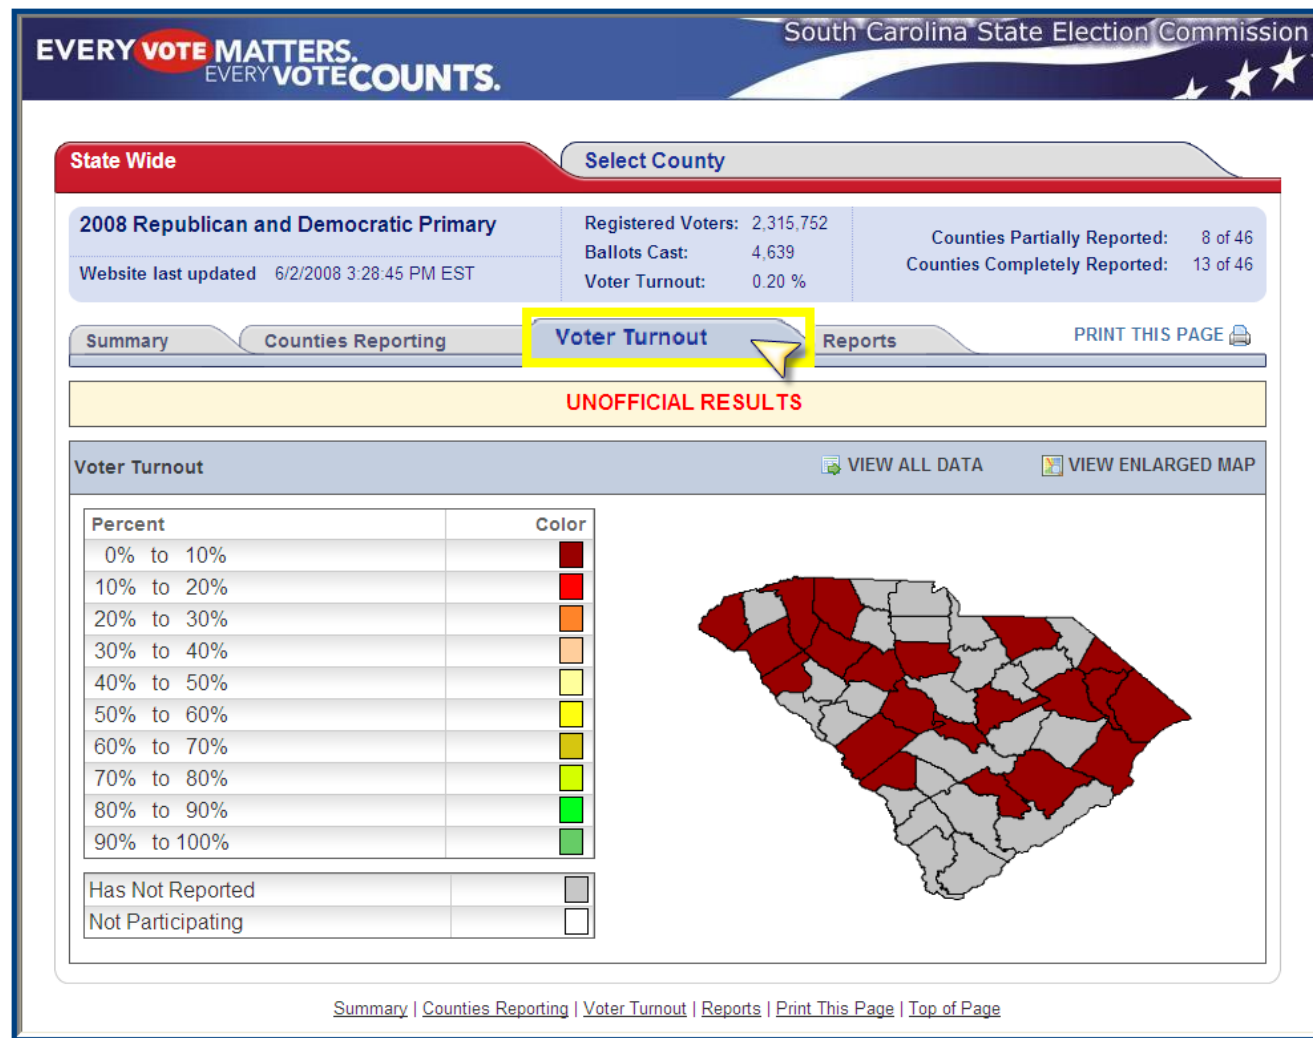 EVERY VOTE MATTERS.
EVERY VOTE COUNTS.
South Carolina State Election Commission
State Wide
Select County
2008 Republican and Democratic Primary
Website last updated 6/2/2008 3:28:45 PM EST
Registered Voters: 2,315,752
Ballots Cast: 4,639
Voter Turnout: 0.20 %
Counties Partially Reported: 8 of 46
Counties Completely Reported: 13 of 46
Summary
Counties Reporting
Voter Turnout
Reports
PRINT THIS PAGE
UNOFFICIAL RESULTS
Voter Turnout
VIEW ALL DATA
VIEW ENLARGED MAP
Percent Color
0% to 10%
10% to 20%
20% to 30%
30% to 40%
40% to 50%
50% to 60%
60% to 70%
70% to 80%
80% to 90%
90% to 100%
Has Not Reported
Not Participating
Summary | Counties Reporting | Voter Turnout | Reports | Print This Page | Top of Page